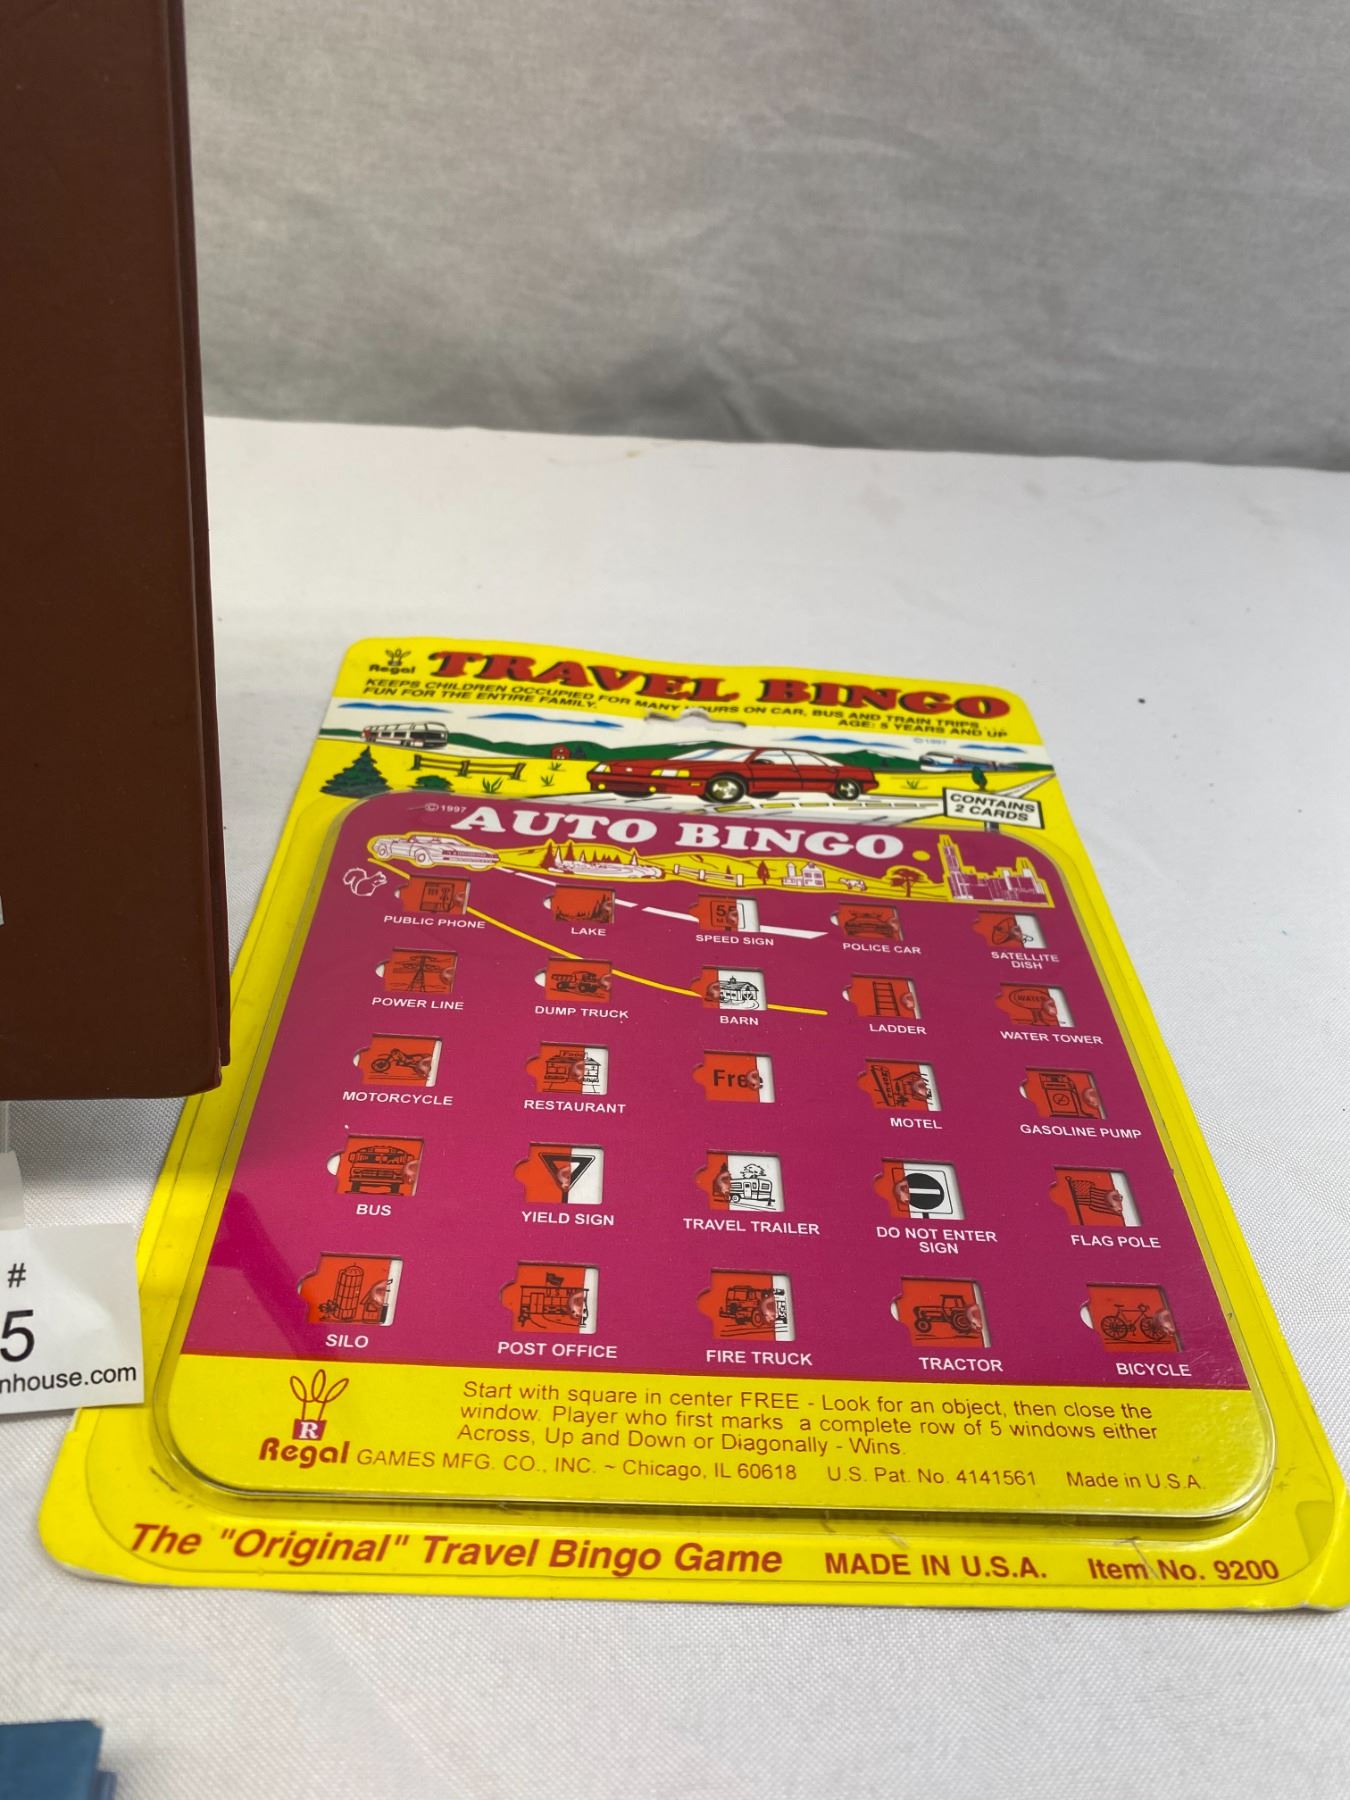 Regal
TRAVEL BINGO
KEEPS CHILDREN OCCUPIED FOR MANY HOURS ON CAR, BUS AND TRAIN TRIPS...
FUN FOR THE ENTIRE FAMILY.
AGE: 5 YEARS AND UP
©1997
CONTAINS
2 CARDS
©1997
AUTO BINGO
55
PUBLIC PHONE
LAKE
SPEED SIGN
POLICE CAR
SATELLITE
DISH
WATER
POWER LINE
DUMP TRUCK
BARN
LADDER
WATER TOWER
Free
MOTORCYCLE
RESTAURANT
MOTEL
GASOLINE PUMP
BUS
YIELD SIGN
TRAVEL TRAILER
DO NOT ENTER
SIGN
FLAG POLE
SILO
POST OFFICE
FIRE TRUCK
TRACTOR
BICYCLE
Start with square in center FREE - Look for an object, then close the
window. Player who first marks a complete row of 5 windows either
Across, Up and Down or Diagonally - Wins.
R
Regal GAMES MFG. CO., INC. ~ Chicago, IL 60618 U.S. Pat. No. 4141561 Made in U.S.A.
The "Original" Travel Bingo Game MADE IN U.S.A. Item No. 9200
#
5
nhouse.com